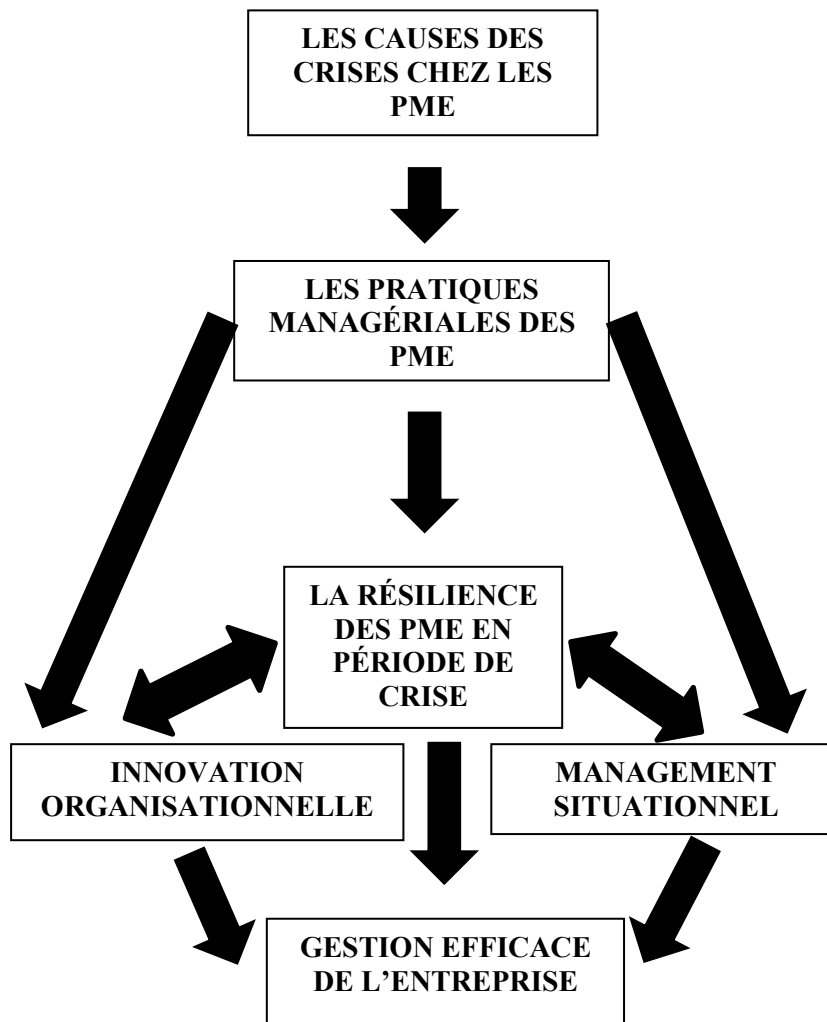 LES CAUSES DES
CRISES CHEZ LES
PME
LES PRATIQUES
MANAGÉRIALES DES
PME
LA RÉSILIENCE
DES PME EN
PÉRIODE DE
CRISE
INNOVATION
ORGANISATIONNELLE
MANAGEMENT
SITUATIONNEL
GESTION EFFICACE
DE L’ENTREPRISE